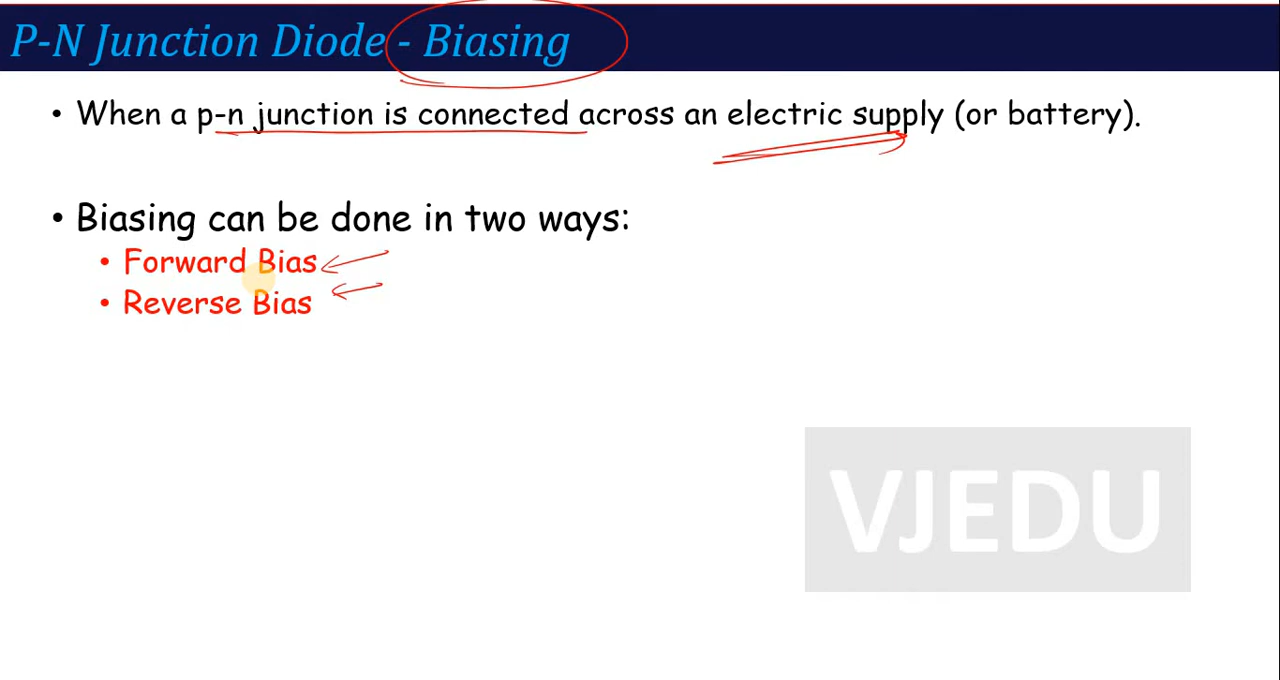 P-N Junction Diode - Biasing
• When a p-n junction is connected across an electric supply (or battery).
• Biasing can be done in two ways:
• Forward Bias
• Reverse Bias
VJEDU